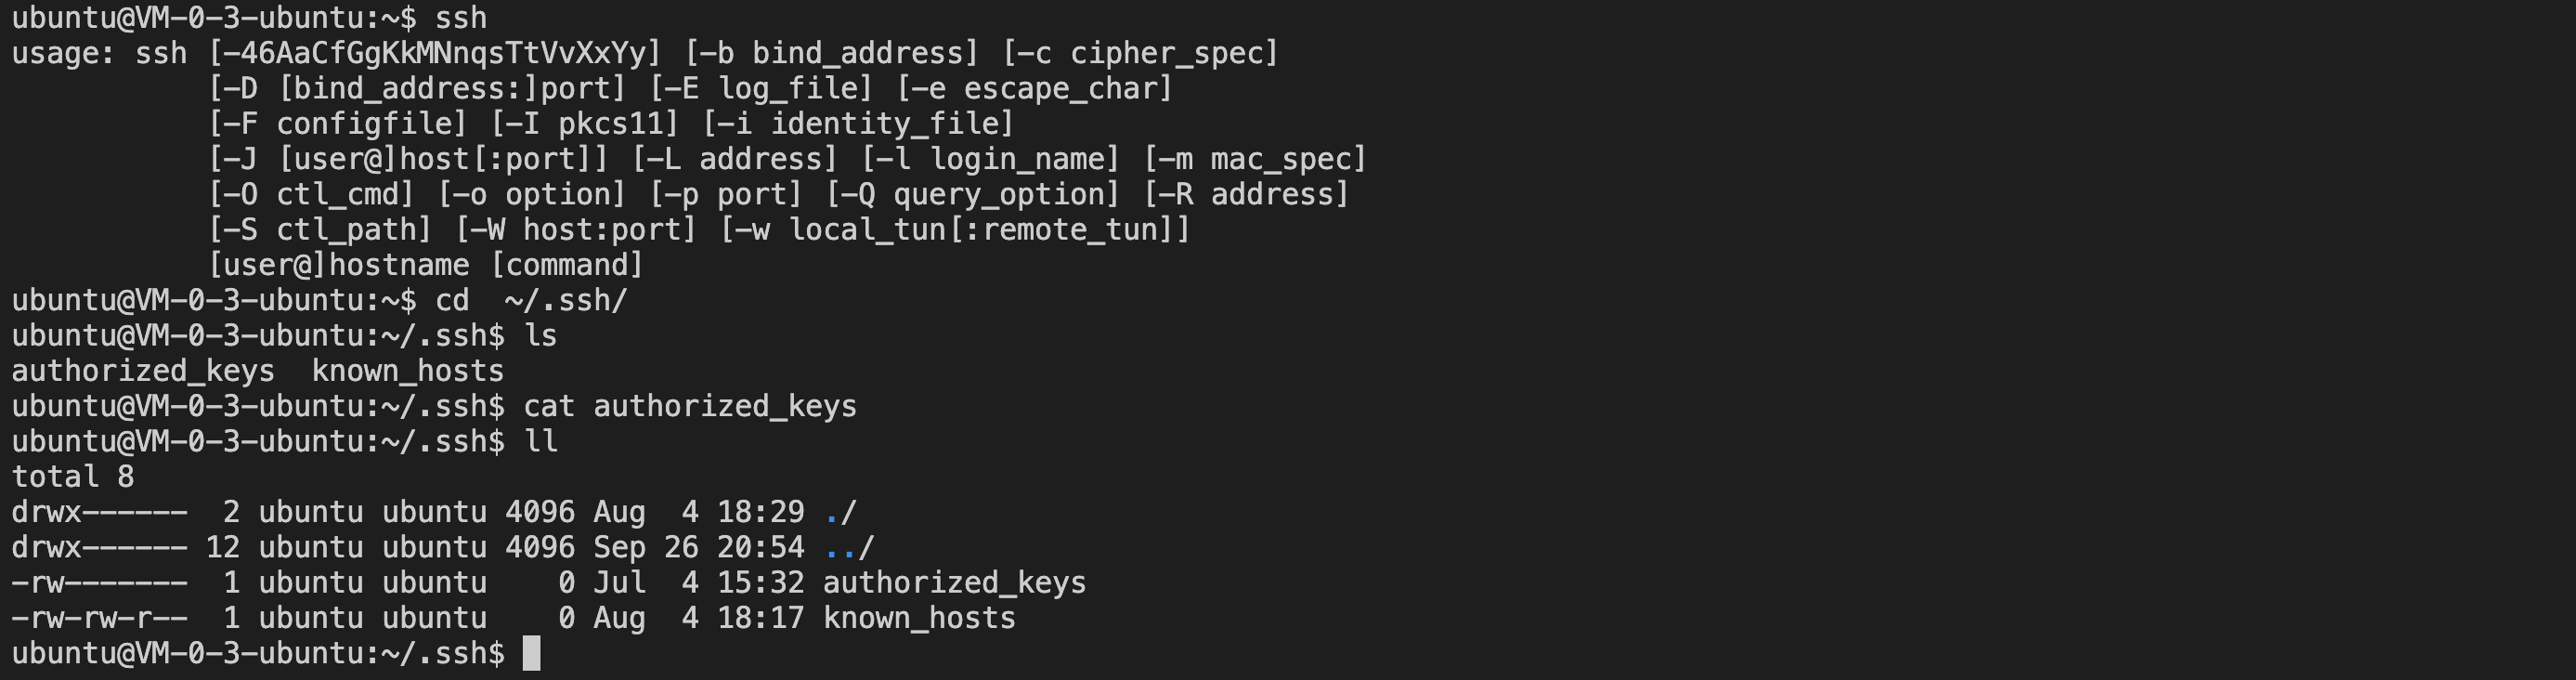 ubuntu@VM-0-3-ubuntu:~$ ssh
usage: ssh [-46AaCfGgKkMNnqsTtVvXxYy] [-b bind_address] [-c cipher_spec]
           [-D [bind_address:]port] [-E log_file] [-e escape_char]
           [-F configfile] [-I pkcs11] [-i identity_file]
           [-J [user@]host[:port]] [-L address] [-l login_name] [-m mac_spec]
           [-O ctl_cmd] [-o option] [-p port] [-Q query_option] [-R address]
           [-S ctl_path] [-W host:port] [-w local_tun[:remote_tun]]
           [user@]hostname [command]
ubuntu@VM-0-3-ubuntu:~$ cd  ~/.ssh/
ubuntu@VM-0-3-ubuntu:~/.ssh$ ls
authorized_keys  known_hosts
ubuntu@VM-0-3-ubuntu:~/.ssh$ cat authorized_keys
ubuntu@VM-0-3-ubuntu:~/.ssh$ ll
total 8
drwx------  2 ubuntu ubuntu 4096 Aug  4 18:29 ./
drwx------ 12 ubuntu ubuntu 4096 Sep 26 20:54 ../
-rw-------  1 ubuntu ubuntu    0 Jul  4 15:32 authorized_keys
-rw-rw-r--  1 ubuntu ubuntu    0 Aug  4 18:17 known_hosts
ubuntu@VM-0-3-ubuntu:~/.ssh$